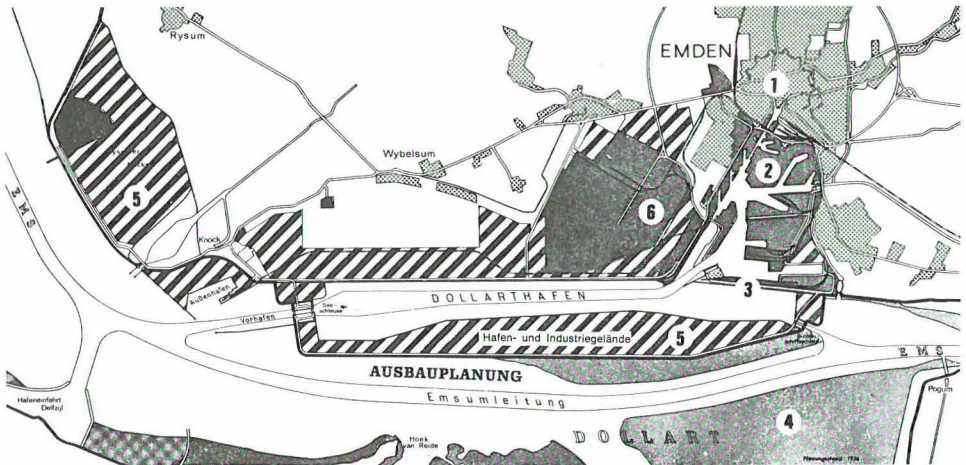 Rysum
EMDEN
1
Wybelsum
2
5
6
EMS
Knock
Außenhafen
DOLLARTHAFEN
3
See-
schleuse
Vorhafen
Hafen- und Industriegelände
5
AUSBAUPLANUNG
EMS
Emsumleitung
Pogum
Hafeneinfahrt
Delfzijl
4
DOLLART
Hoek
van Reide